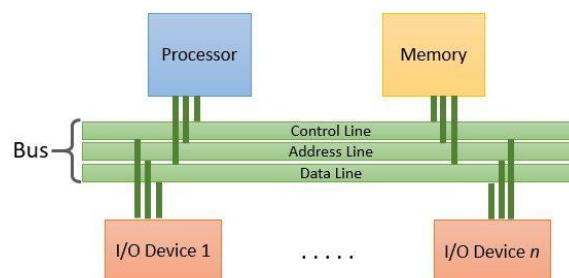 Processor
Memory
Control Line
Bus
Address Line
Data Line
I/O Device 1
. . . . .
I/O Device n